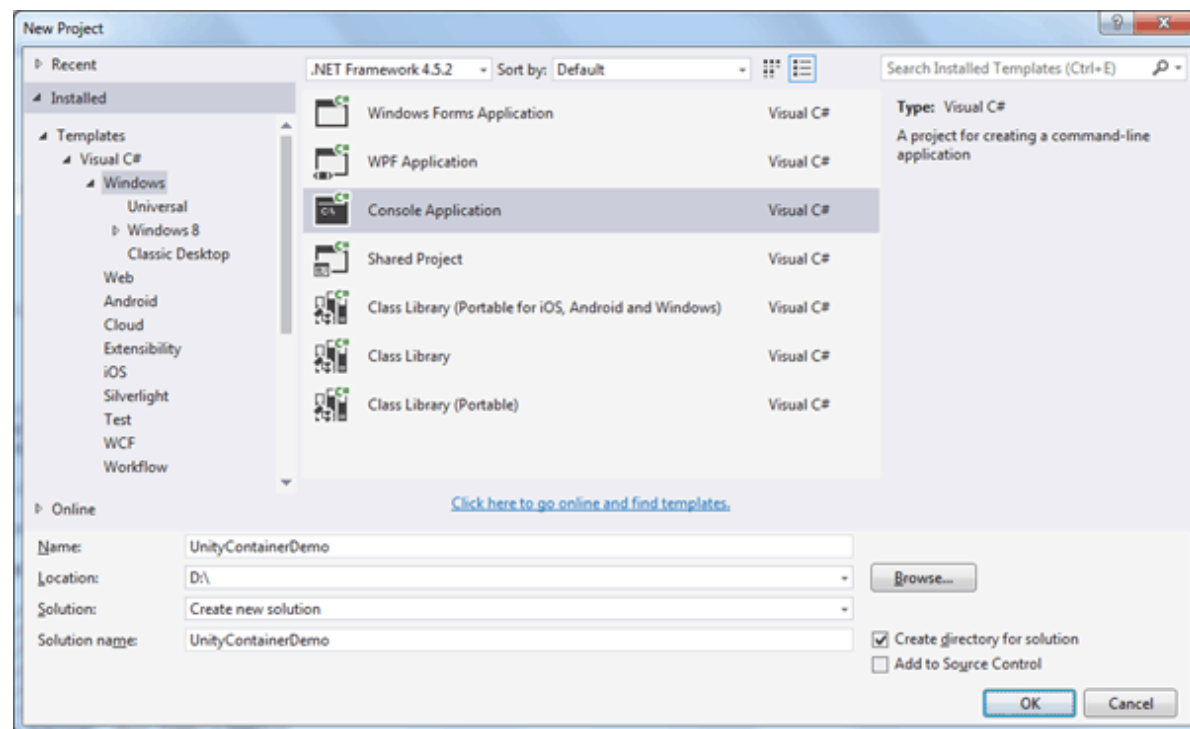 New Project
Recent
.NET Framework 4.5.2 Sort by: Default Search Installed Templates (Ctrl+E)
Installed
Templates
Visual C#
Windows
Universal
Windows 8
Classic Desktop
Web
Android
Cloud
Extensibility
iOS
Silverlight
Test
WCF
Workflow
Online
Windows Forms Application Visual C#
WPF Application Visual C#
Console Application Visual C#
Shared Project Visual C#
Class Library (Portable for iOS, Android and Windows) Visual C#
Class Library Visual C#
Class Library (Portable) Visual C#
Click here to go online and find templates.
Type: Visual C#
A project for creating a command-line
application
Name: UnityContainerDemo
Location: D:\ Browse...
Solution: Create new solution
Solution name: UnityContainerDemo
Create directory for solution
Add to Source Control
OK Cancel